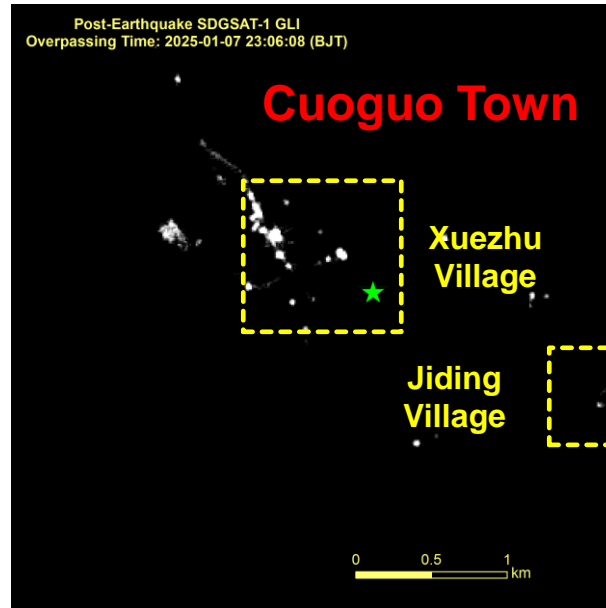 Post-Earthquake SDGSAT-1 GLI
Overpassing Time: 2025-01-07 23:06:08 (BJT)
Cuoguo Town
Xuezhu
Village
Jiding
Village
0 0.5 1
km